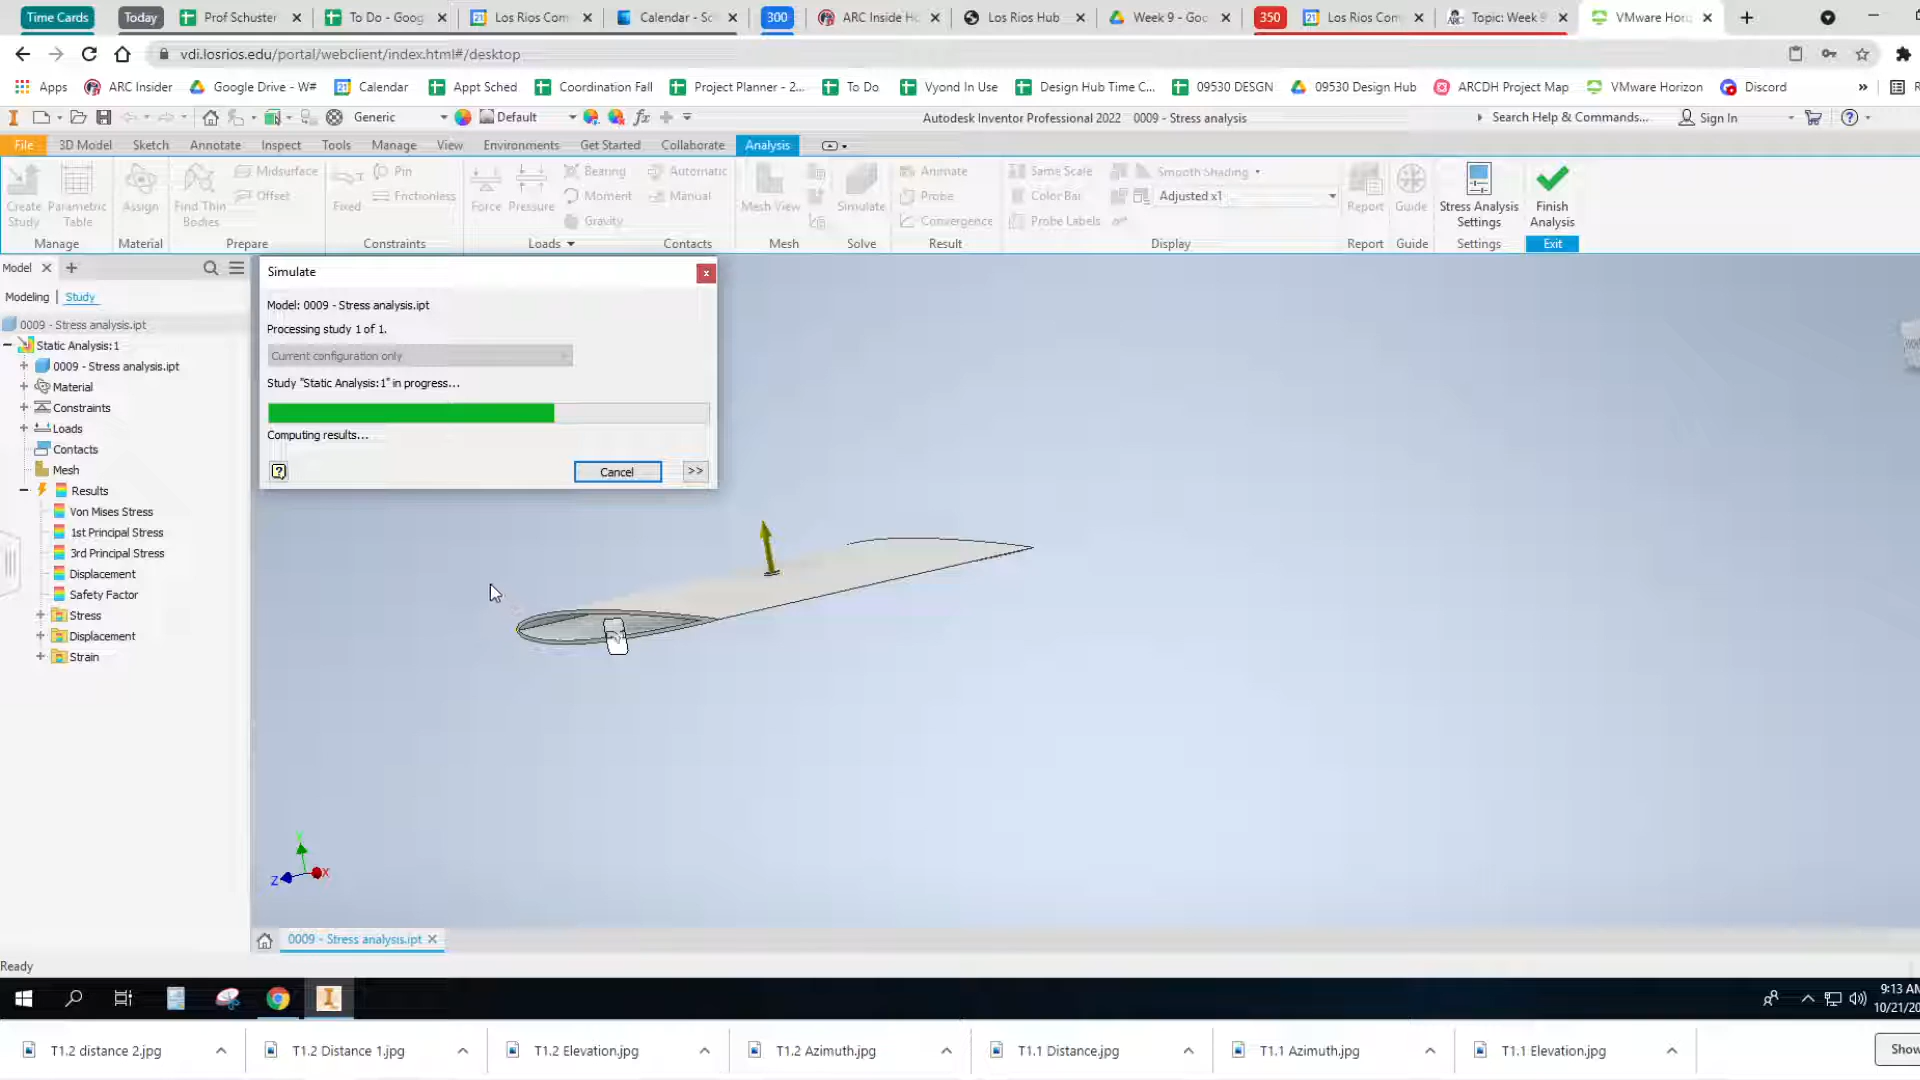 Time Cards Today Prof Schuster To Do - Goog Los Rios Com Calendar - Sc 300 ARC Inside Ho Los Rios Hub Week 9 - Goo 350 Los Rios Com Topic: Week 9 VMware Hori
vdi.losrios.edu/portal/webclient/index.html#/desktop
Apps ARC Insider Google Drive - W# Calendar Appt Sched Coordination Fall Project Planner - 2... To Do Vyond In Use Design Hub Time C... 09530 DESGN 09530 Design Hub ARCDH Project Map VMware Horizon Discord »
Generic Default fx Autodesk Inventor Professional 2022 0009 - Stress analysis Search Help & Commands... Sign In
File 3D Model Sketch Annotate Inspect Tools Manage View Environments Get Started Collaborate Analysis
Create Study Parametric Table Assign Find Thin Bodies Midsurface Offset Fixed Pin Frictionless Force Pressure Bearing Moment Gravity Automatic Manual Mesh View Simulate Animate Probe Convergence Same Scale Color Bar Probe Labels Smooth Shading Adjusted x1 Report Guide Stress Analysis Settings Finish Analysis
Manage Material Prepare Constraints Loads Contacts Mesh Solve Result Display Report Guide Settings Exit
Model
Modeling | Study
0009 - Stress analysis.ipt
Static Analysis:1
0009 - Stress analysis.ipt
Material
Constraints
Loads
Contacts
Mesh
Results
Von Mises Stress
1st Principal Stress
3rd Principal Stress
Displacement
Safety Factor
Stress
Displacement
Strain
Simulate
Model: 0009 - Stress analysis.ipt
Processing study 1 of 1.
Current configuration only
Study "Static Analysis:1" in progress...
Computing results...
Cancel >>
Z X
0009 - Stress analysis.ipt
Ready
9:13 AM
10/21/20
T1.2 distance 2.jpg T1.2 Distance 1.jpg T1.2 Elevation.jpg T1.2 Azimuth.jpg T1.1 Distance.jpg T1.1 Azimuth.jpg T1.1 Elevation.jpg Show